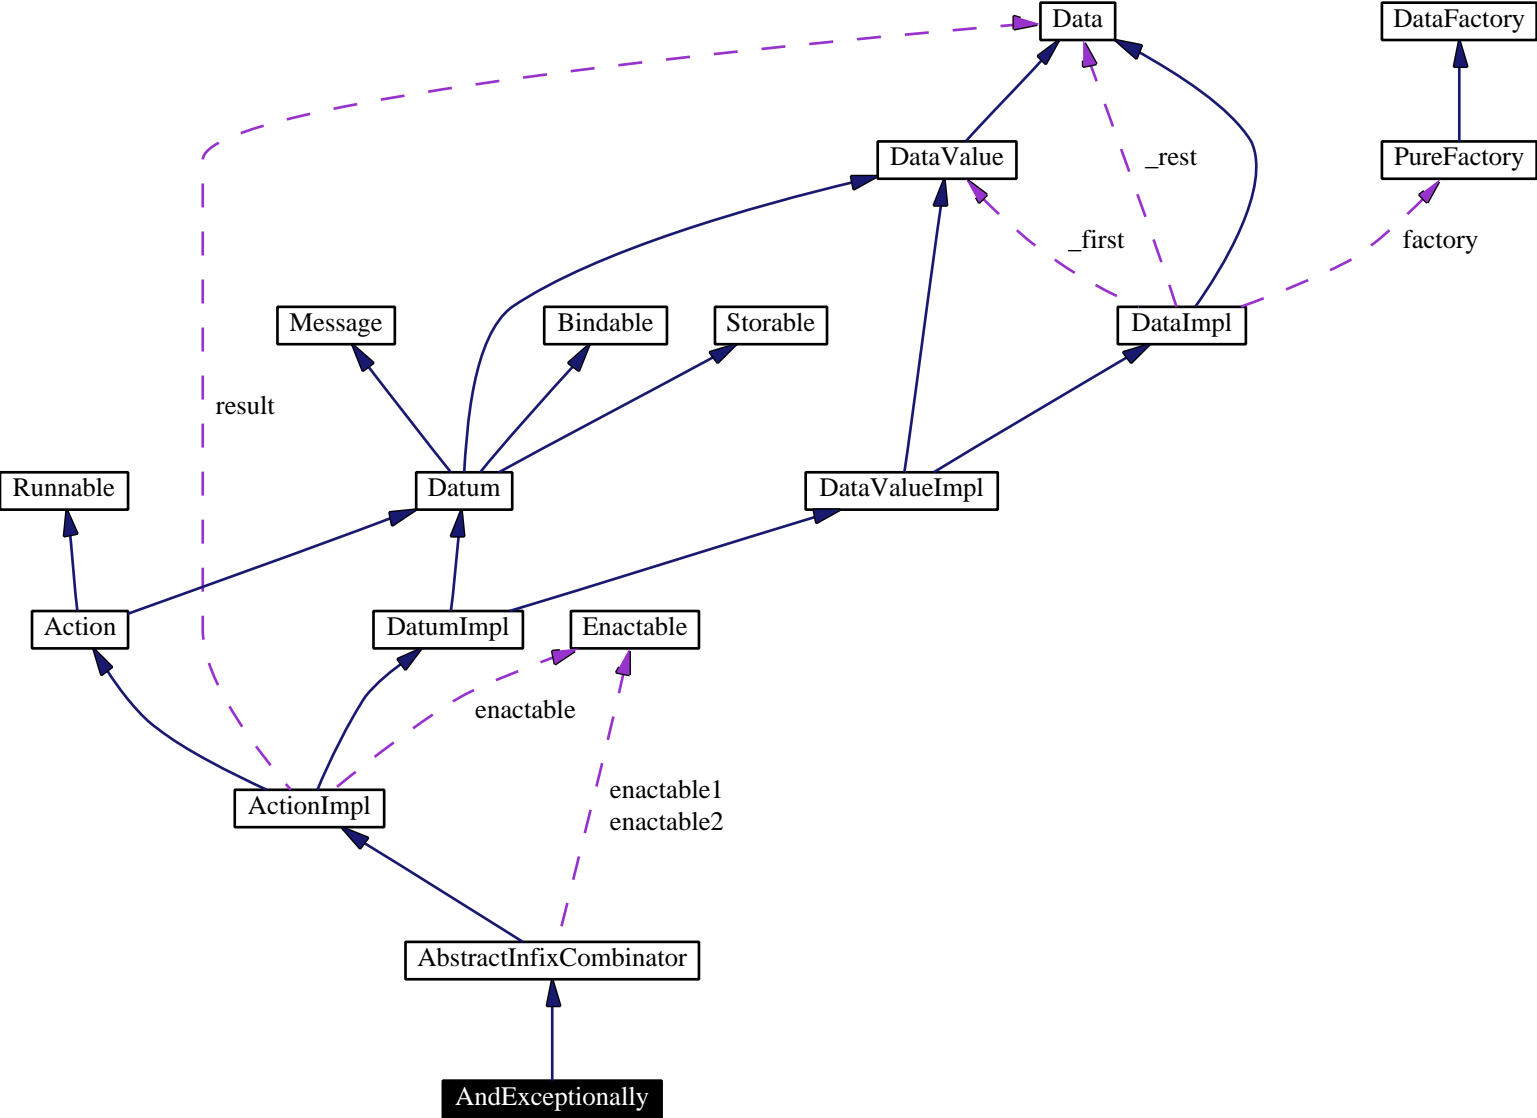 Data
DataFactory
DataValue
_rest
PureFactory
_first
factory
Message
Bindable
Storable
DataImpl
result
Runnable
Datum
DataValueImpl
Action
DatumImpl
Enactable
enactable
enactable1
ActionImpl
enactable2
AbstractInfixCombinator
AndExceptionally